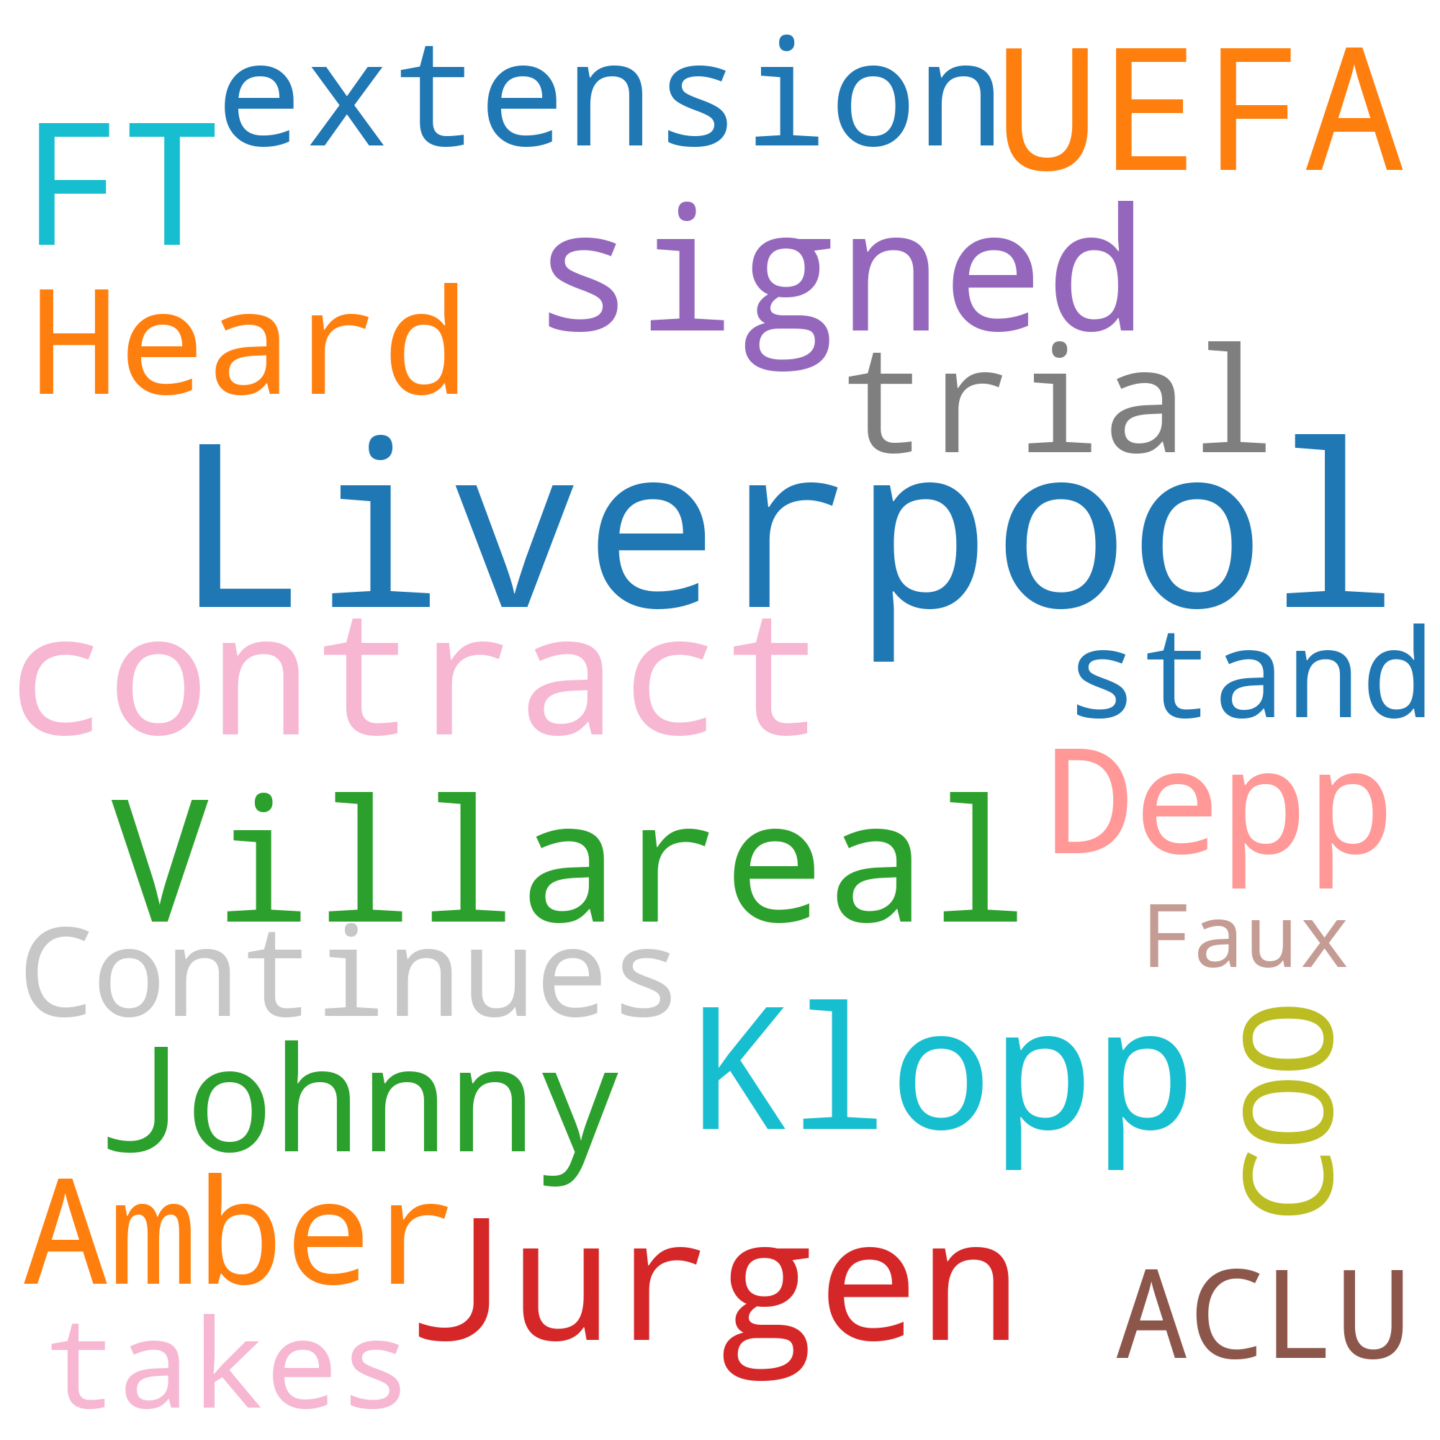 extension
UEFA
FT
signed
Heard
trial
Liverpool
contract
stand
Depp
Villareal
Faux
Continues
Klopp
COO
Johnny
Amber
Jurgen
ACLU
takes